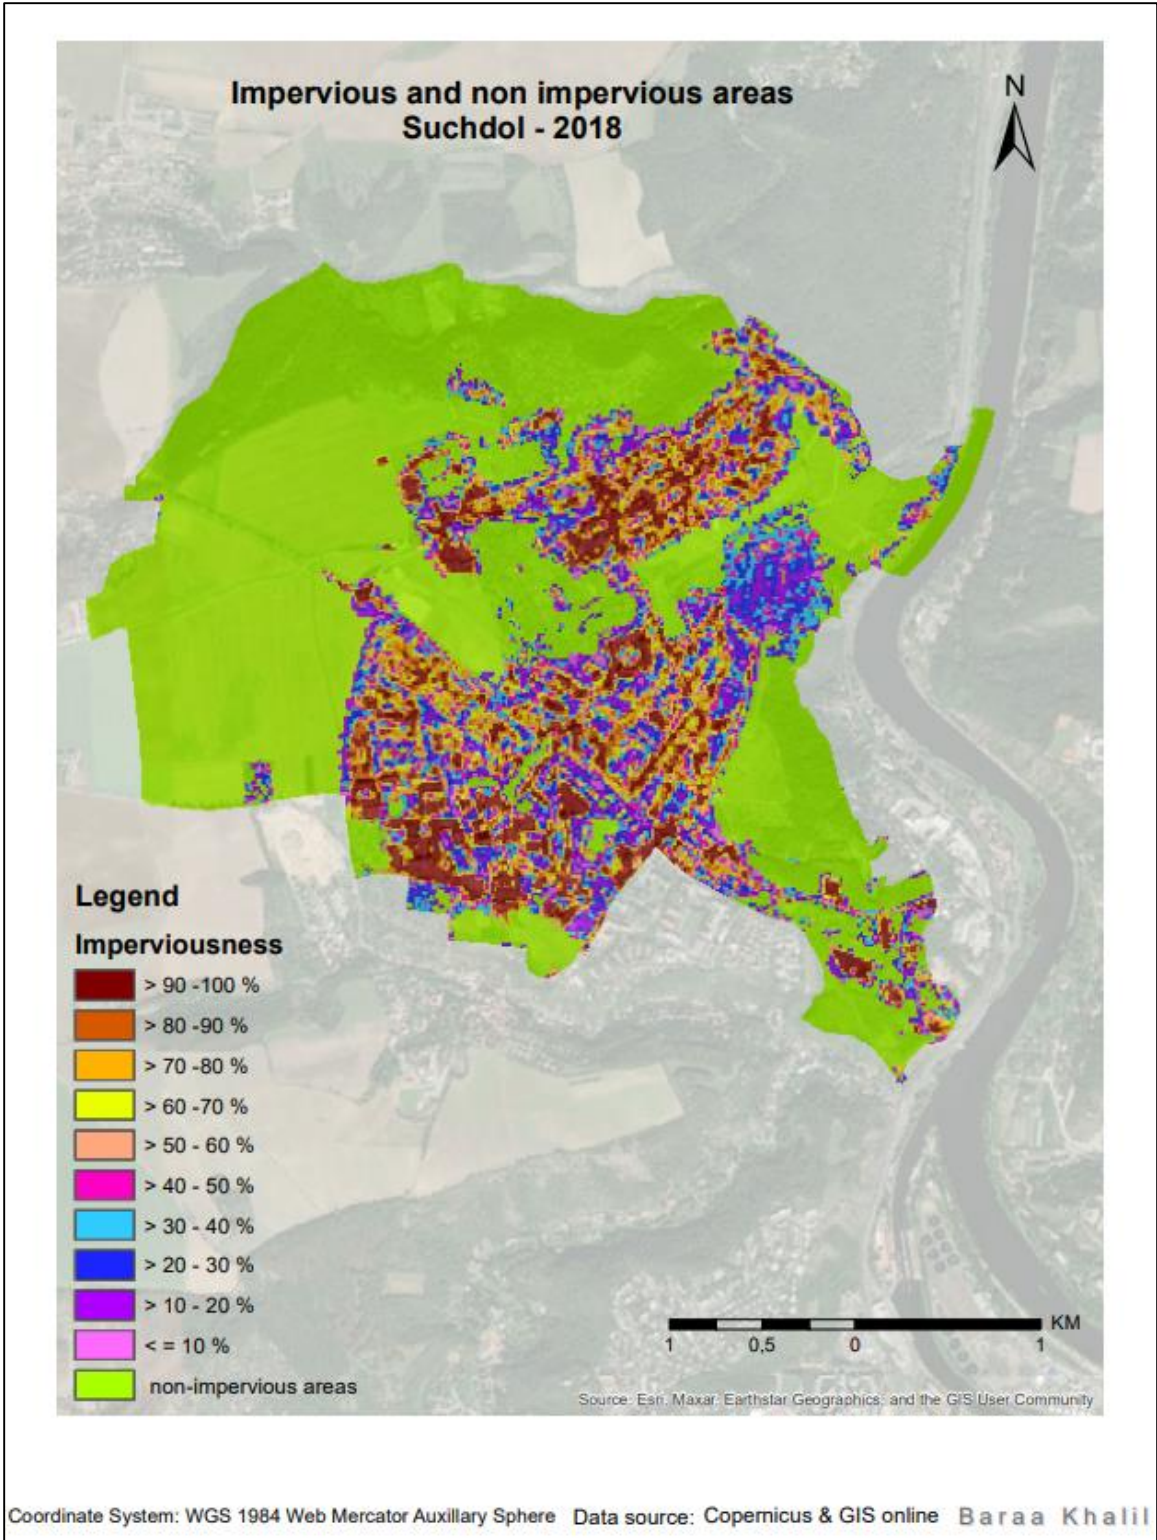 Impervious and non impervious areas
Suchdol - 2018
N
Legend
Imperviousness
> 90 -100 %
> 80 -90 %
> 70 -80 %
> 60 -70 %
> 50 - 60 %
> 40 - 50 %
> 30 - 40 %
> 20 - 30 %
> 10 - 20 %
< = 10 %
non-impervious areas
KM
1 0,5 0 1
Source: Esri, Maxar, Earthstar Geographics, and the GIS User Community
Coordinate System: WGS 1984 Web Mercator Auxillary Sphere Data source: Copernicus & GIS online Baraa Khalil